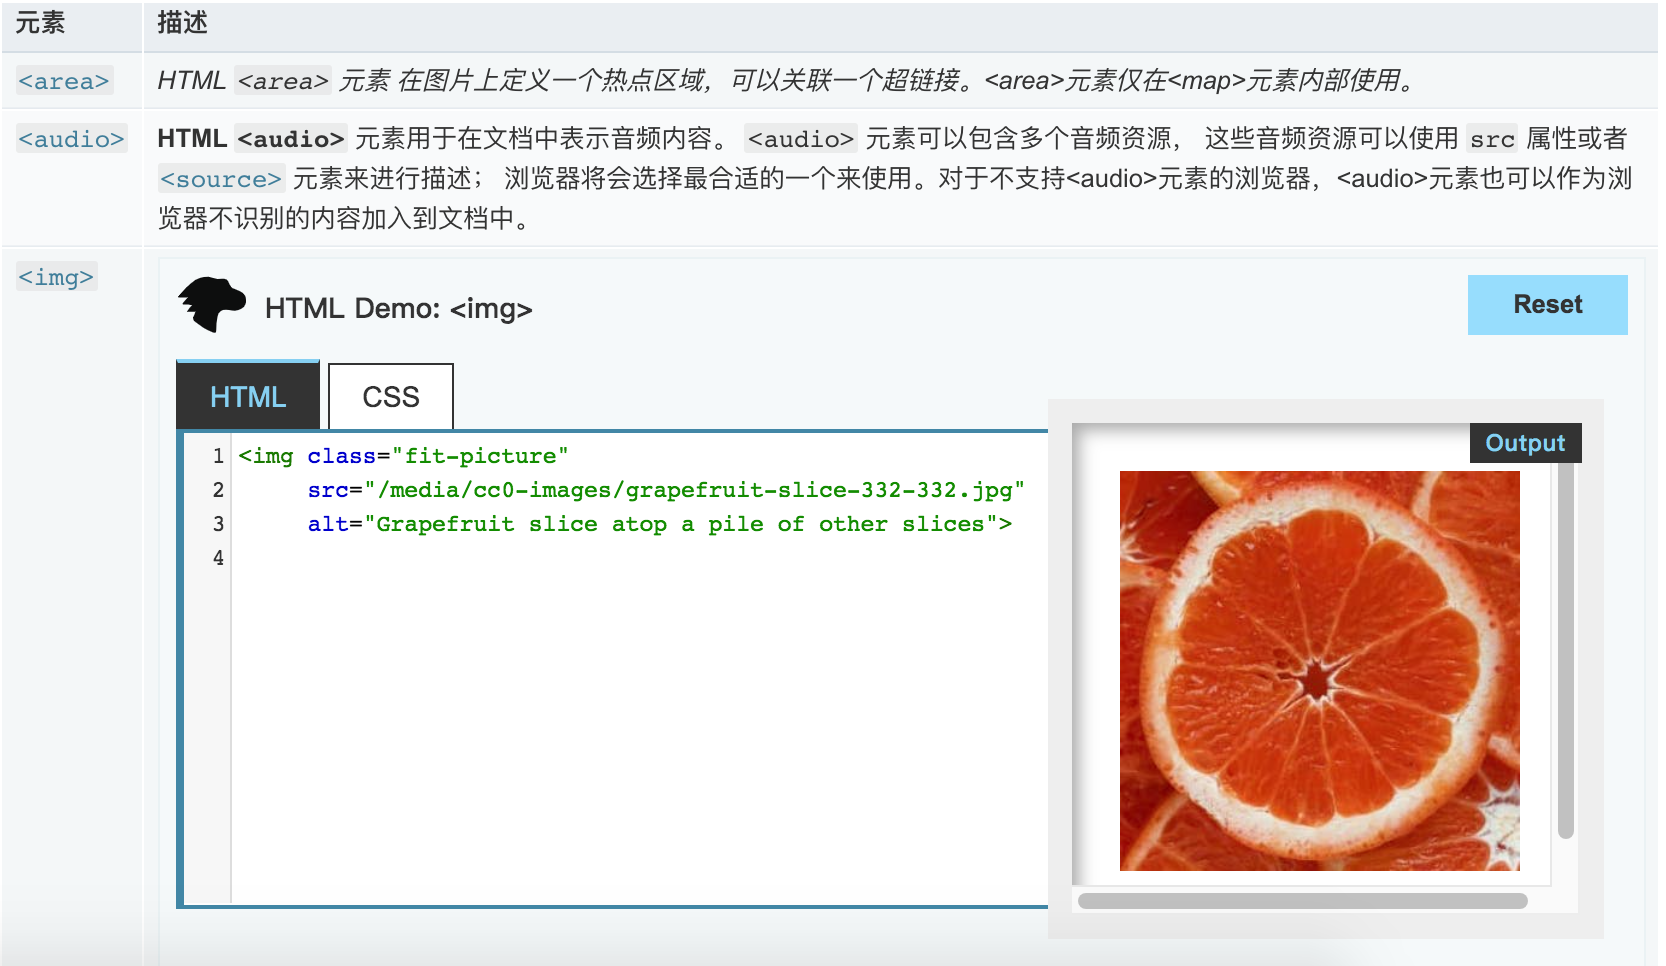 元素 描述
<area> HTML <area> 元素 在图片上定义一个热点区域，可以关联一个超链接。<area>元素仅在<map>元素内部使用。
<audio> HTML <audio> 元素用于在文档中表示音频内容。 <audio> 元素可以包含多个音频资源， 这些音频资源可以使用 src 属性或者
<source> 元素来进行描述； 浏览器将会选择最合适的一个来使用。对于不支持<audio>元素的浏览器，<audio>元素也可以作为浏
览器不识别的内容加入到文档中。
<img>
HTML Demo: <img>
Reset
HTML CSS
1 <img class="fit-picture"
2 src="/media/cc0-images/grapefruit-slice-332-332.jpg"
3 alt="Grapefruit slice atop a pile of other slices">
4
Output